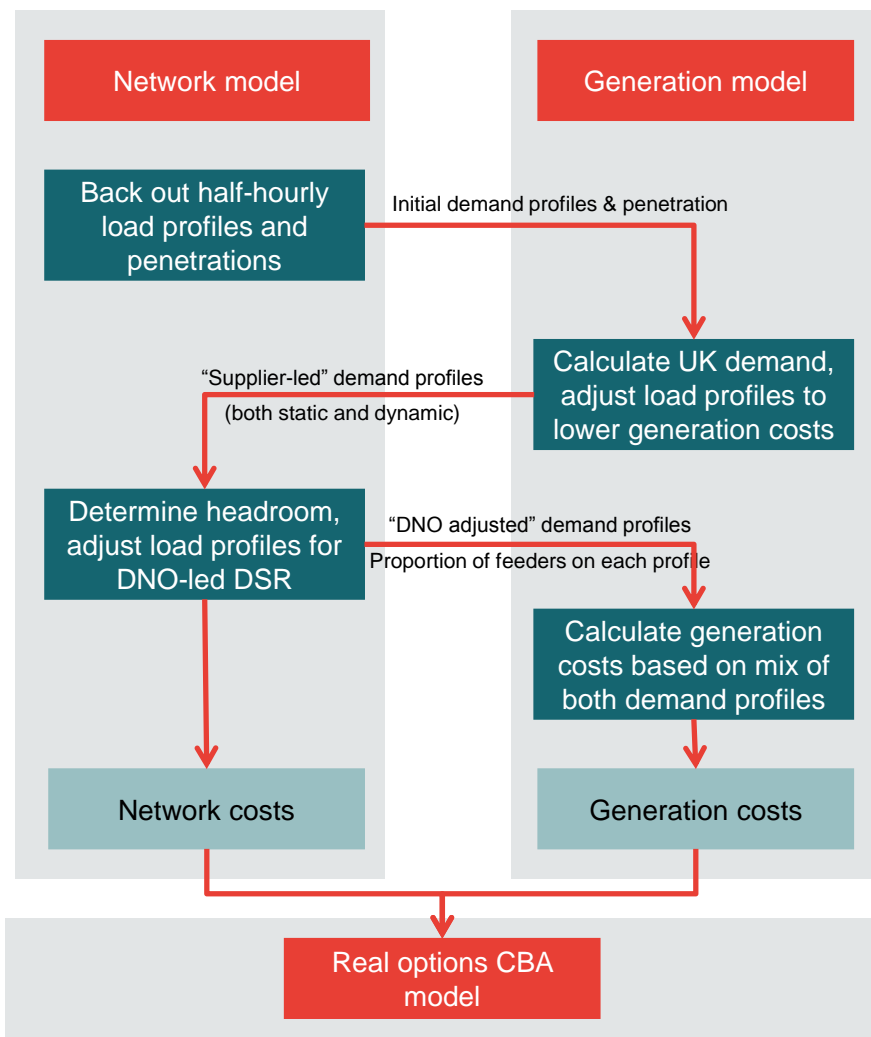 Network model
Generation model
Back out half-hourly
load profiles and
penetrations
Initial demand profiles & penetration
Calculate UK demand,
adjust load profiles to
lower generation costs
“Supplier-led” demand profiles
(both static and dynamic)
Determine headroom,
adjust load profiles for
DNO-led DSR
“DNO adjusted” demand profiles
Proportion of feeders on each profile
Calculate generation
costs based on mix of
both demand profiles
Network costs
Generation costs
Real options CBA
model